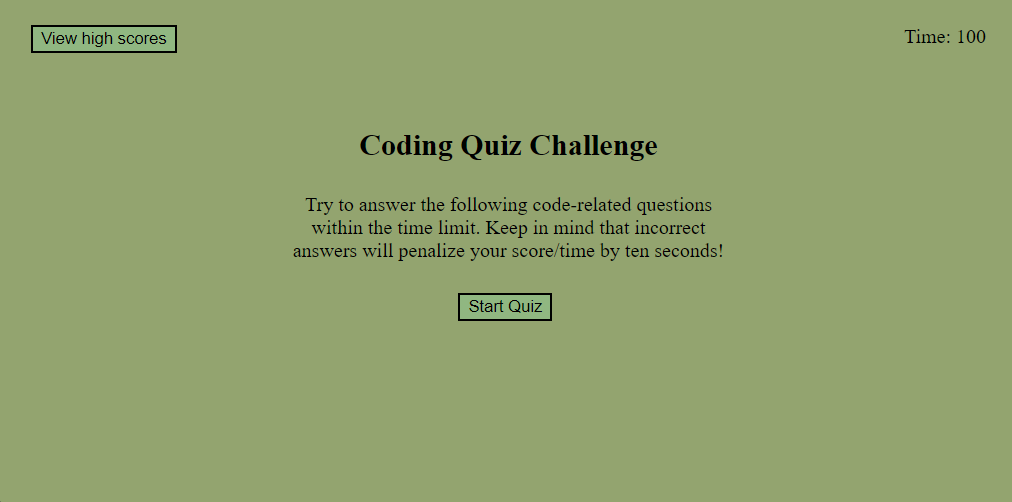 View high scores
Time: 100
Coding Quiz Challenge
Try to answer the following code-related questions
within the time limit. Keep in mind that incorrect
answers will penalize your score/time by ten seconds!
Start Quiz